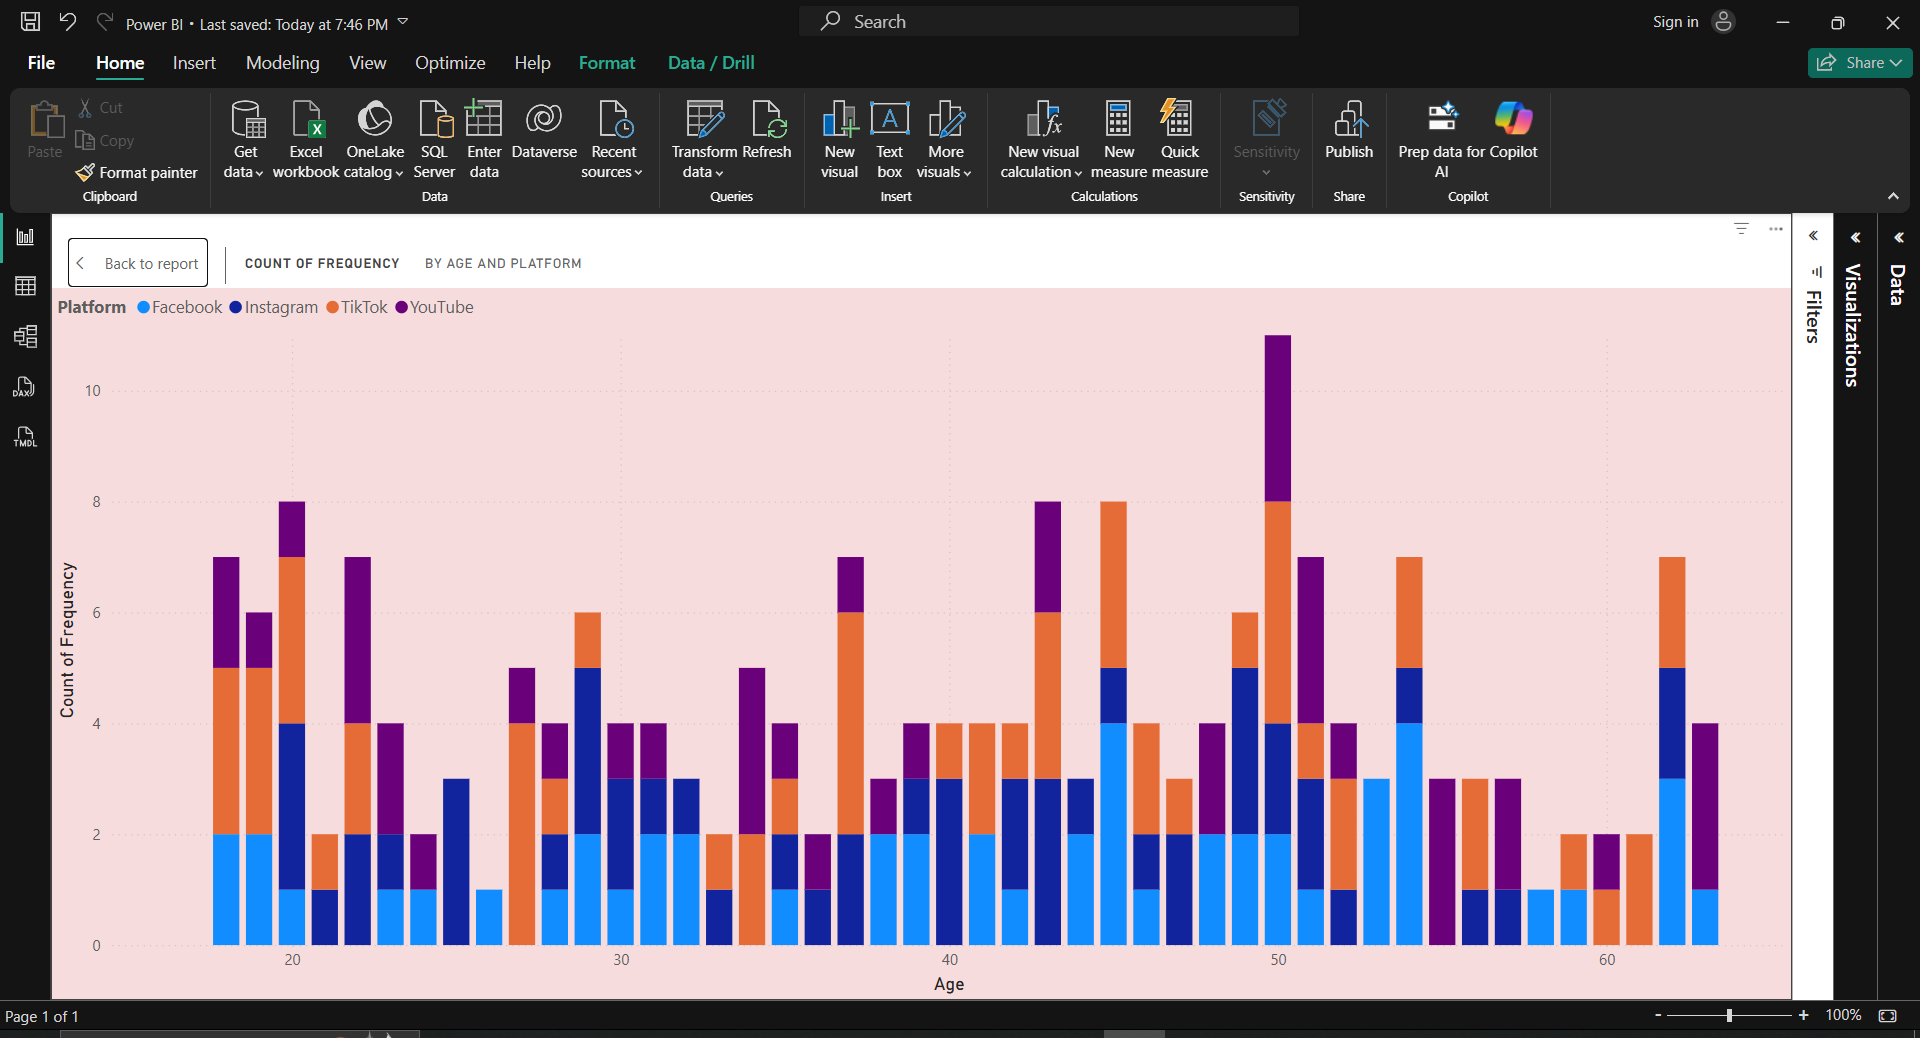 Power BI • Last saved: Today at 7:46 PM
Search
Sign in
File Home Insert Modeling View Optimize Help Format Data / Drill
Share
Paste
Cut
Copy
Format painter
Clipboard
Get data
Excel workbook
OneLake catalog
SQL Server
Enter data
Dataverse
Recent sources
Data
Transform data
Refresh
Queries
New visual
Text box
More visuals
Insert
New visual calculation
New measure
Quick measure
Calculations
Sensitivity
Sensitivity
Publish
Share
Prep data for AI
Copilot
Copilot
DAX
TMDL
Back to report
COUNT OF FREQUENCY BY AGE AND PLATFORM
Platform Facebook Instagram TikTok YouTube
Count of Frequency
10
8
6
4
2
0
20 30 40 50 60
Age
Filters
Visualizations
Data
Page 1 of 1
- + 100%